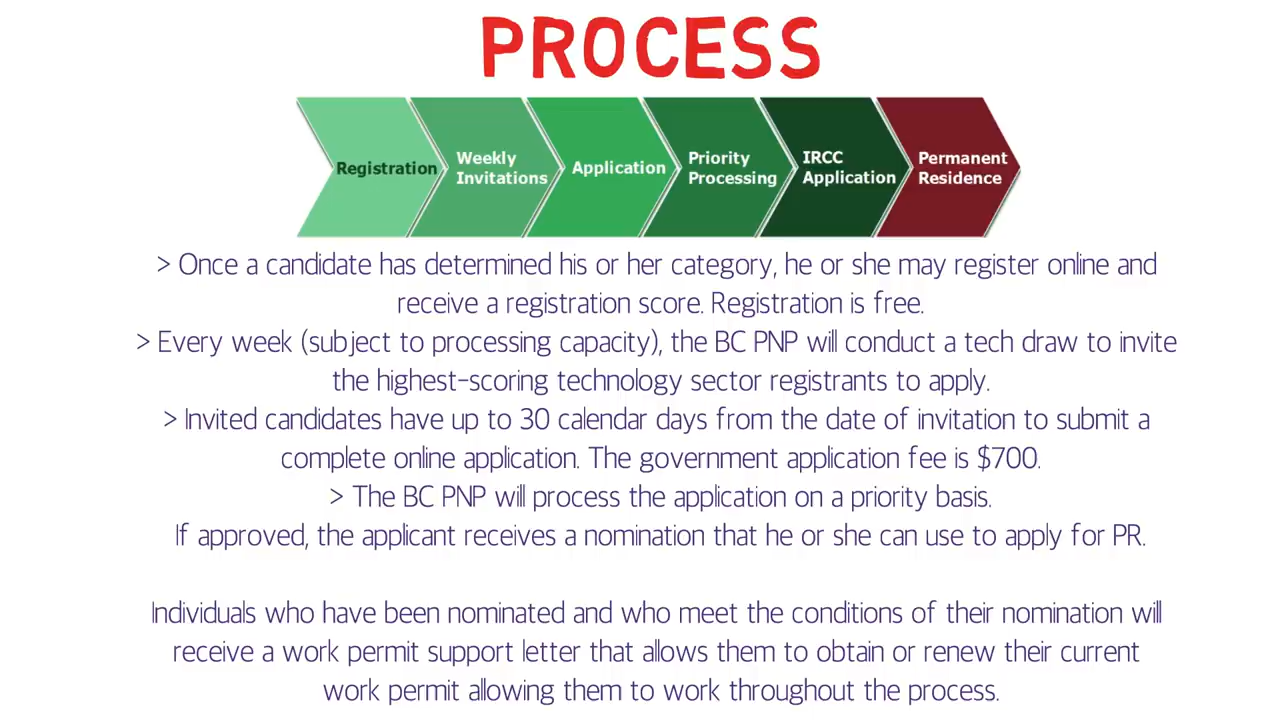 PROCESS
Registration
Weekly
Invitations
Application
Priority
Processing
IRCC
Application
Permanent
Residence
> Once a candidate has determined his or her category, he or she may register online and
receive a registration score. Registration is free.
> Every week (subject to processing capacity), the BC PNP will conduct a tech draw to invite
the highest-scoring technology sector registrants to apply.
> Invited candidates have up to 30 calendar days from the date of invitation to submit a
complete online application. The government application fee is $700.
> The BC PNP will process the application on a priority basis.
If approved, the applicant receives a nomination that he or she can use to apply for PR.
Individuals who have been nominated and who meet the conditions of their nomination will
receive a work permit support letter that allows them to obtain or renew their current
work permit allowing them to work throughout the process.